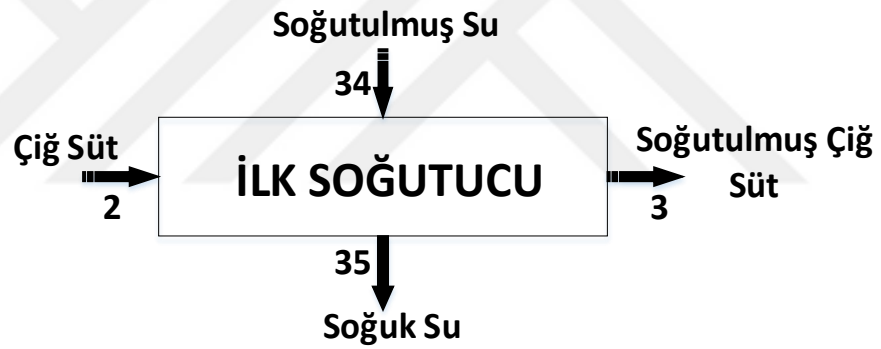 Soğutulmuş Su
34
Çiğ Süt
2
İLK SOĞUTUCU
Soğutulmuş Çiğ
Süt
3
35
Soğuk Su